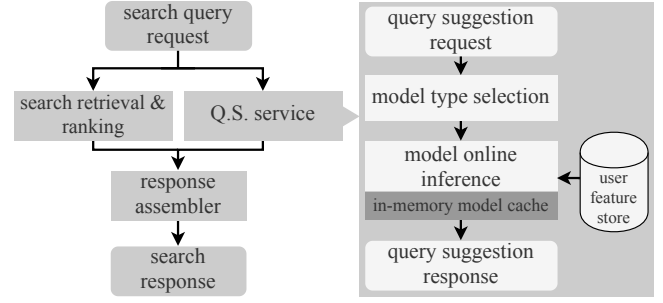 search query
request
search retrieval &
ranking
Q.S. service
response
assembler
search
response
query suggestion
request
model type selection
model online
inference
in-memory model cache
user
feature
store
query suggestion
response